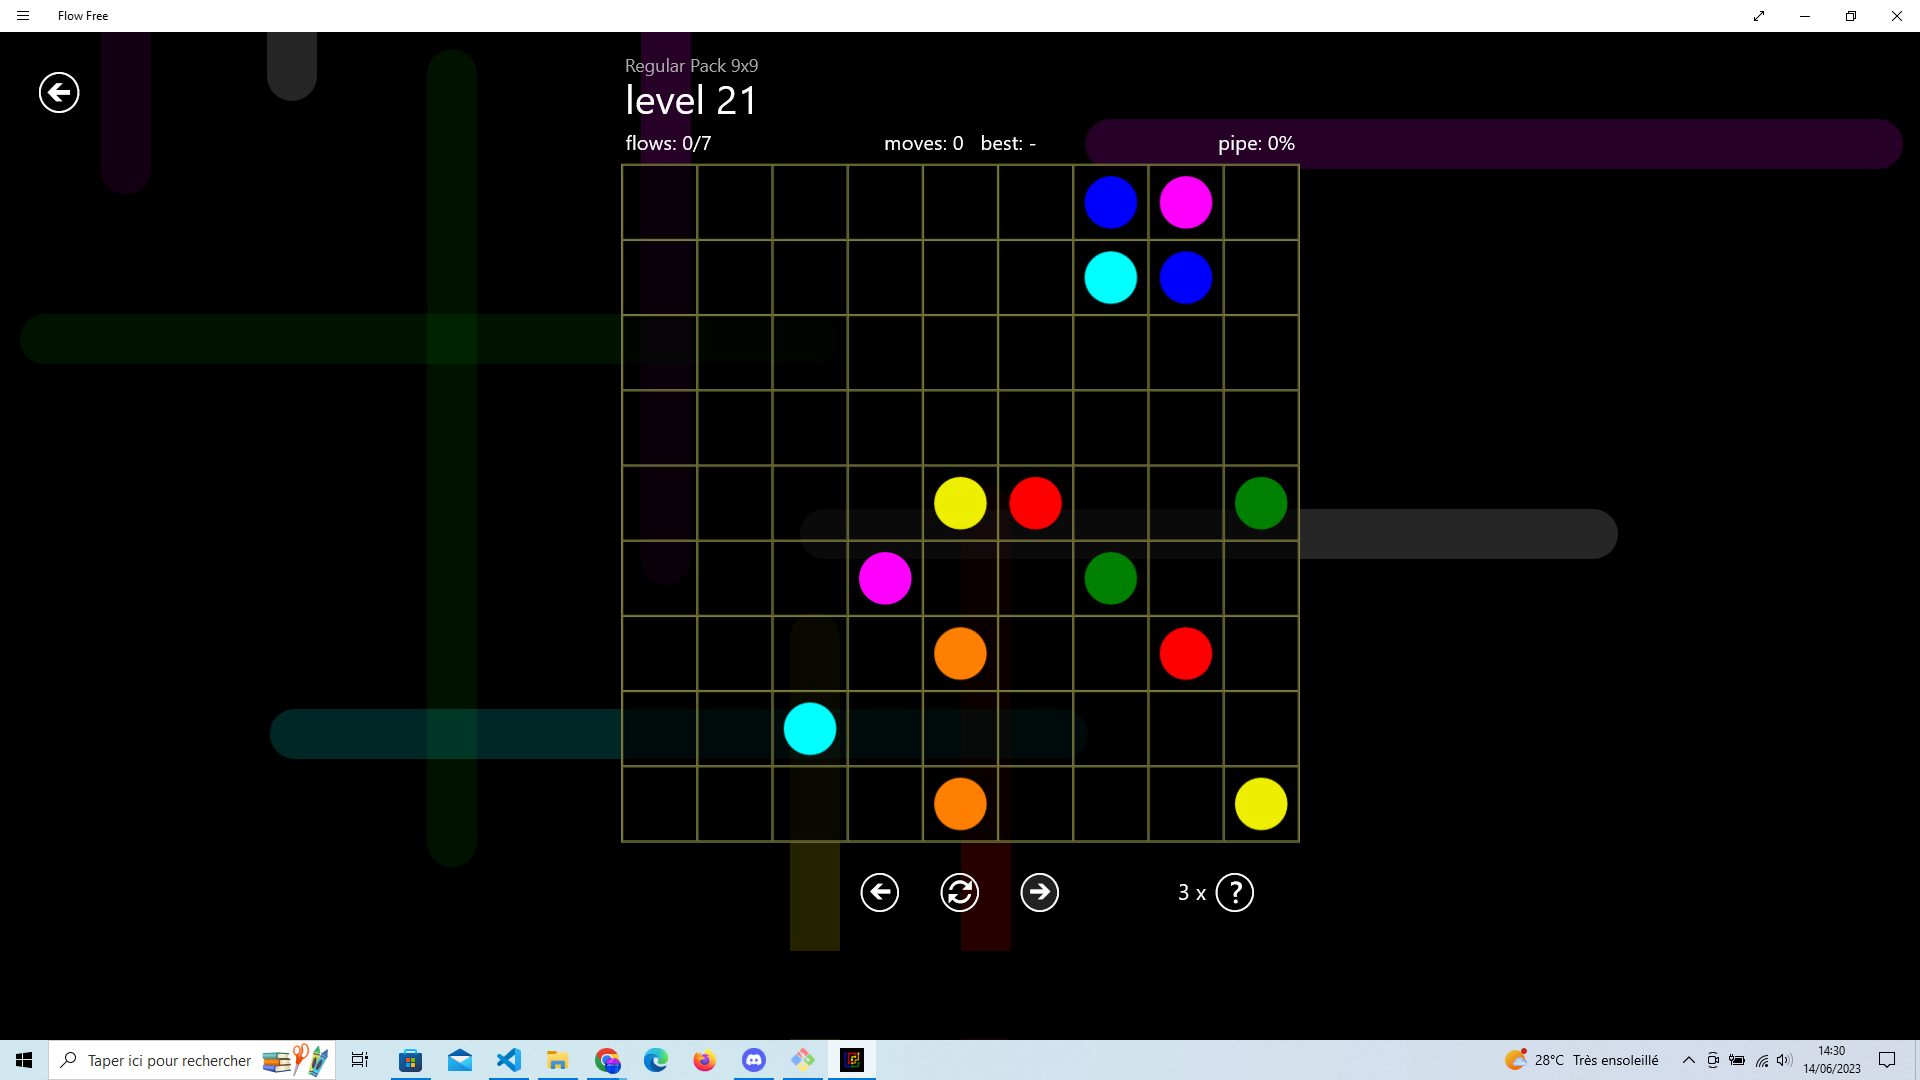 Flow Free
Regular Pack 9x9
level 21
flows: 0/7 moves: 0 best: - pipe: 0%
3 x ?
Taper ici pour rechercher
28°C Très ensoleillé
14:30
14/06/2023